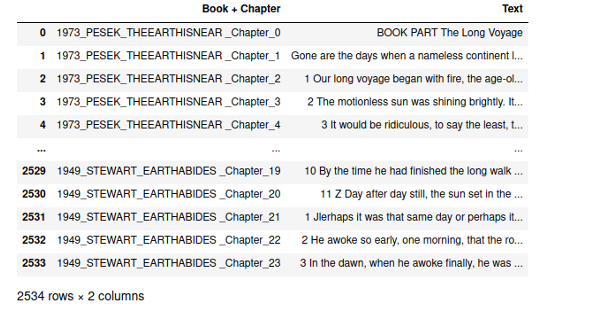 Book + Chapter Text
0 1973_PESEK_THEEARTHISNEAR _Chapter_0 BOOK PART The Long Voyage
1 1973_PESEK_THEEARTHISNEAR _Chapter_1 Gone are the days when a nameless continent l...
2 1973_PESEK_THEEARTHISNEAR _Chapter_2 1 Our long voyage began with fire, the age-ol...
3 1973_PESEK_THEEARTHISNEAR _Chapter_3 2 The motionless sun was shining brightly. It...
4 1973_PESEK_THEEARTHISNEAR _Chapter_4 3 It would be ridiculous, to say the least, t...
... ... ...
2529 1949_STEWART_EARTHABIDES _Chapter_19 10 By the time he had finished the long walk ...
2530 1949_STEWART_EARTHABIDES _Chapter_20 11 Z Day after day still, the sun set in the ...
2531 1949_STEWART_EARTHABIDES _Chapter_21 1 Jlerhaps it was that same day or perhaps it...
2532 1949_STEWART_EARTHABIDES _Chapter_22 2 He awoke so early, one morning, that the ro...
2533 1949_STEWART_EARTHABIDES _Chapter_23 3 In the dawn, when he awoke finally, he was ...
2534 rows × 2 columns